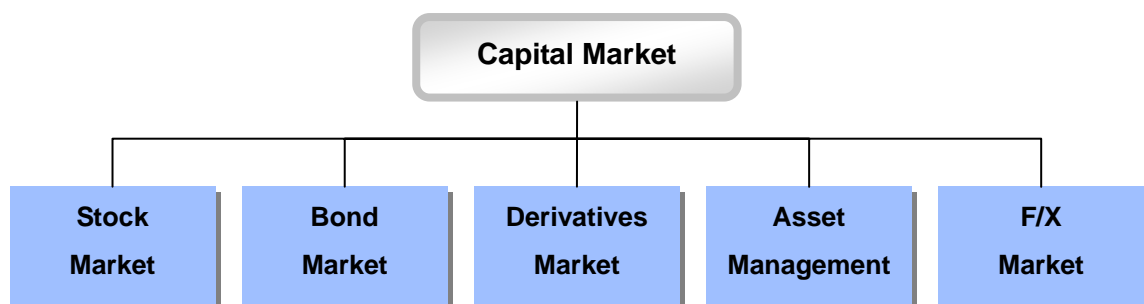 Capital Market
Stock
Market
Bond
Market
Derivatives
Market
Asset
Management
F/X
Market